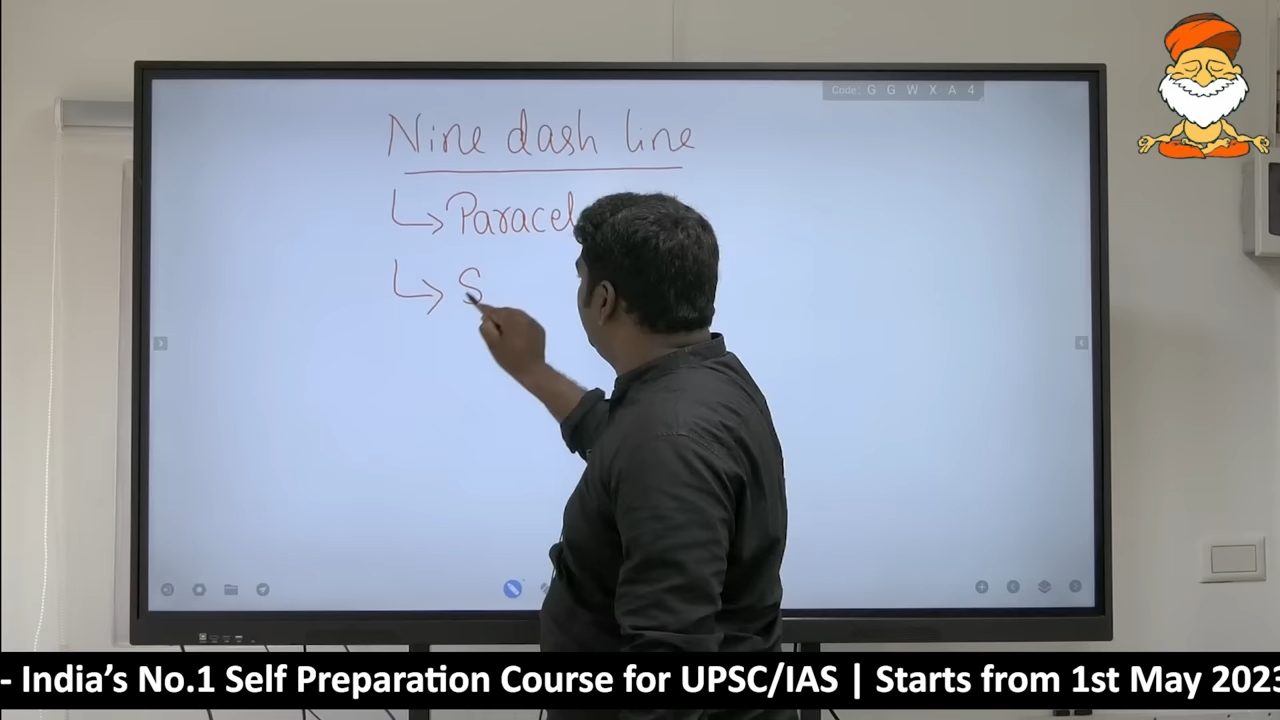 Code: G G W X A 4
Nine dash line
↳ Paracel
↳ S
- India's No.1 Self Preparation Course for UPSC/IAS | Starts from 1st May 2023